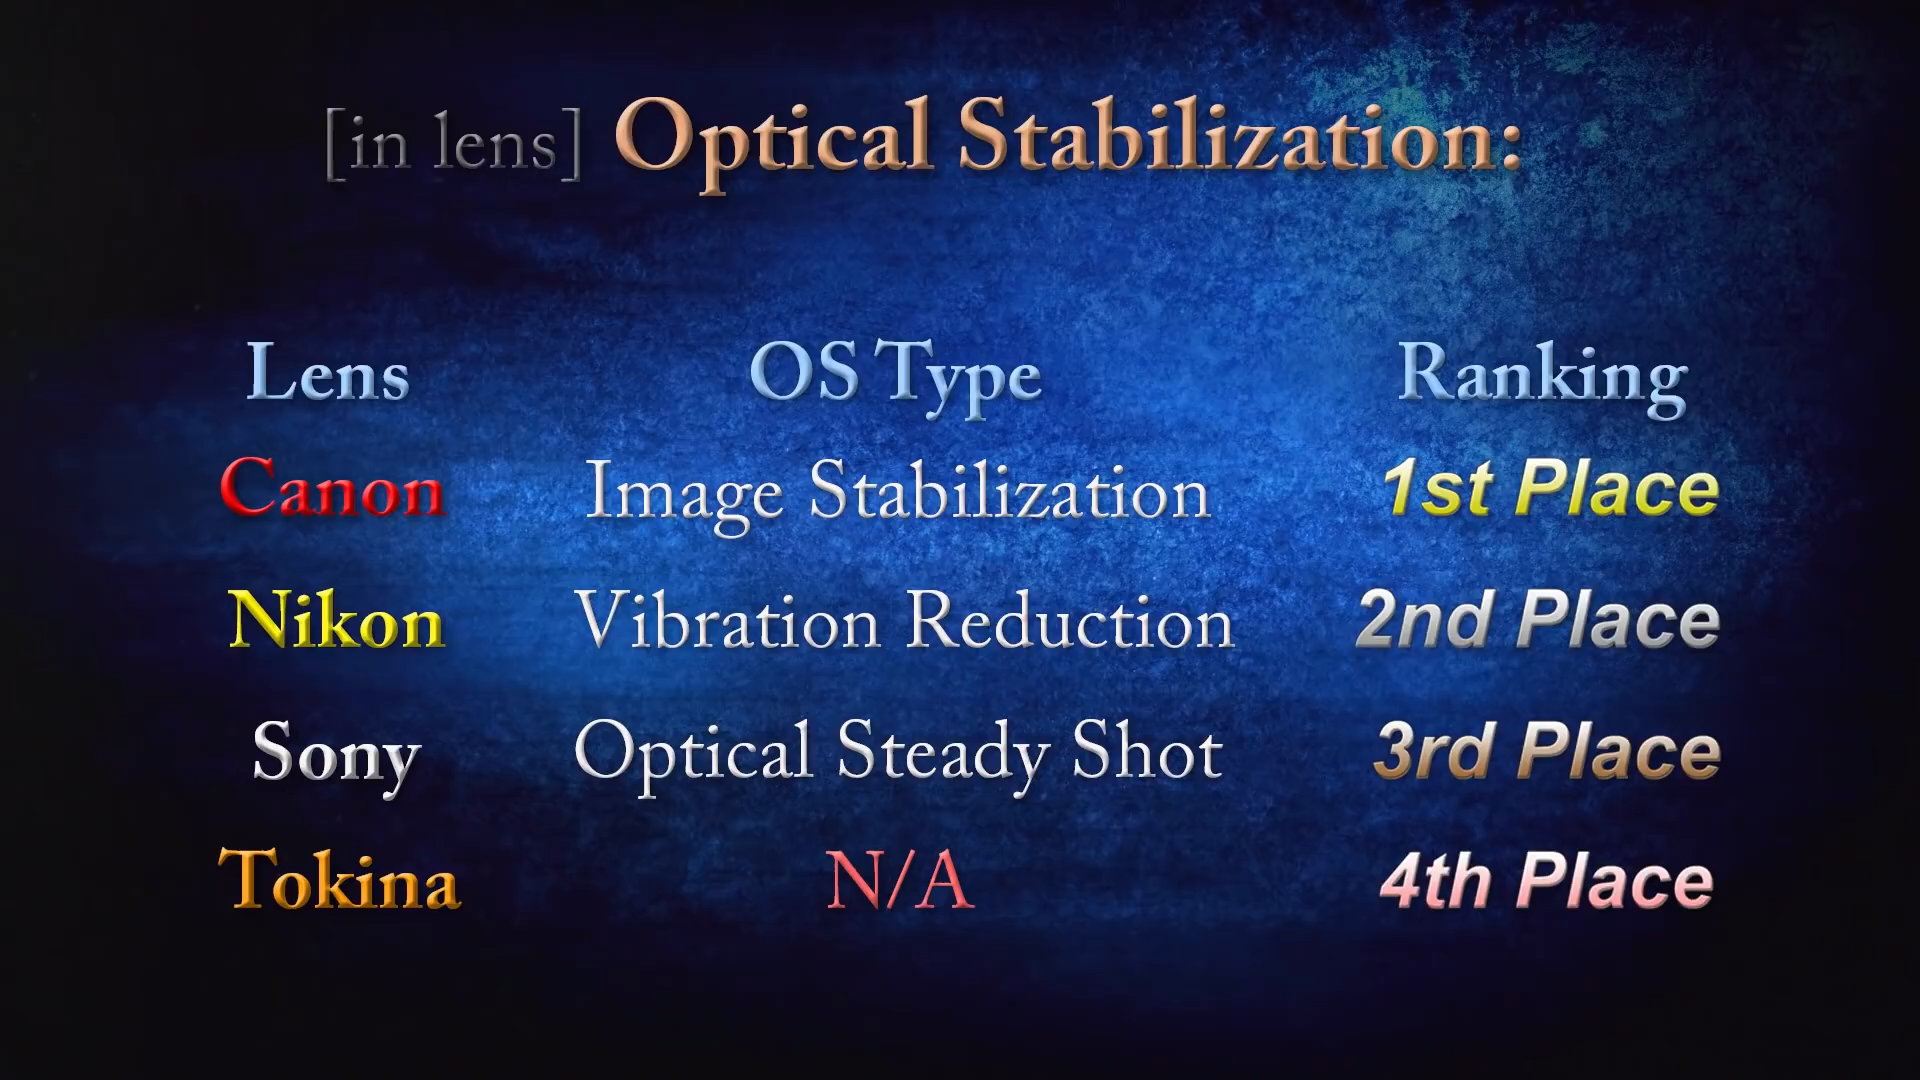 [in lens] Optical Stabilization:
Lens OS Type Ranking
Canon Image Stabilization 1st Place
Nikon Vibration Reduction 2nd Place
Sony Optical Steady Shot 3rd Place
Tokina N/A 4th Place